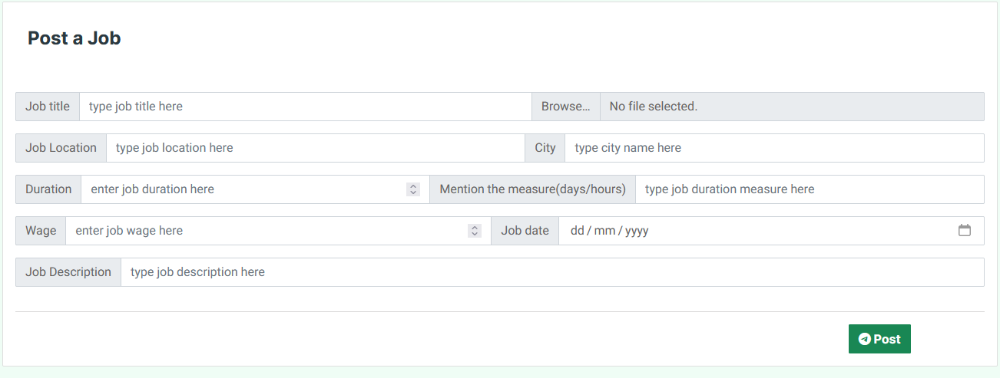 Post a Job
Job title type job title here Browse... No file selected.
Job Location type job location here City type city name here
Duration enter job duration here Mention the measure(days/hours) type job duration measure here
Wage enter job wage here Job date dd / mm / yyyy
Job Description type job description here
Post